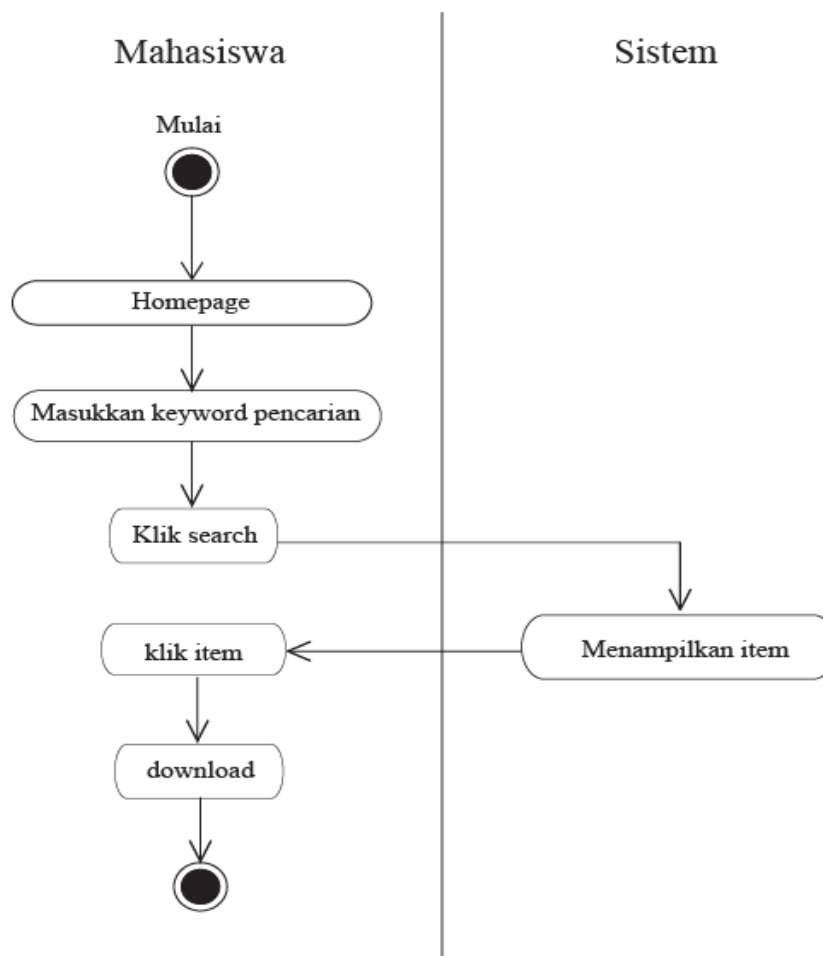 Mahasiswa
Sistem
Mulai
Homepage
Masukkan keyword pencarian
Klik search
klik item
Menampilkan item
download